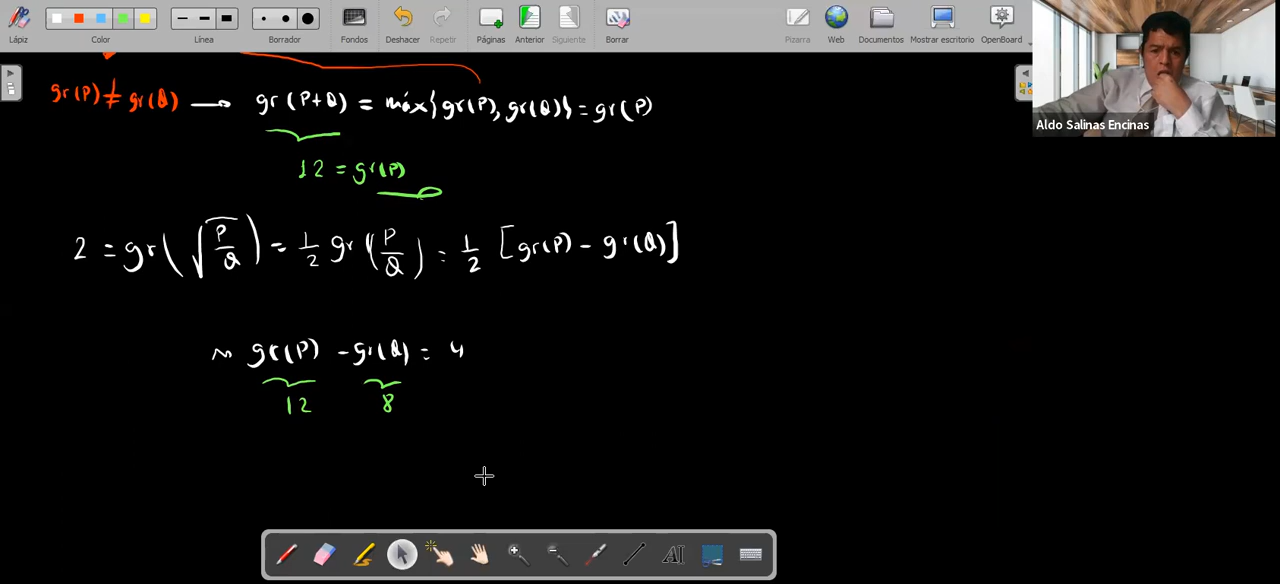 Lápiz Color Línea Borrador Fondos Deshacer Repetir Páginas Anterior Siguiente Borrar Pizarra Web Documentos Mostrar escritorio OpenBoard
Aldo Salinas Encinas
gr(P) ≠ gr(Q) → gr(P+Q) = máx{gr(P), gr(Q)} = gr(P)
12 = gr(P)
2 = gr(√(P/Q)) = 1/2 gr(P/Q) = 1/2 [gr(P) - gr(Q)]
~ gr(P) - gr(Q) = 4
12 8
AI